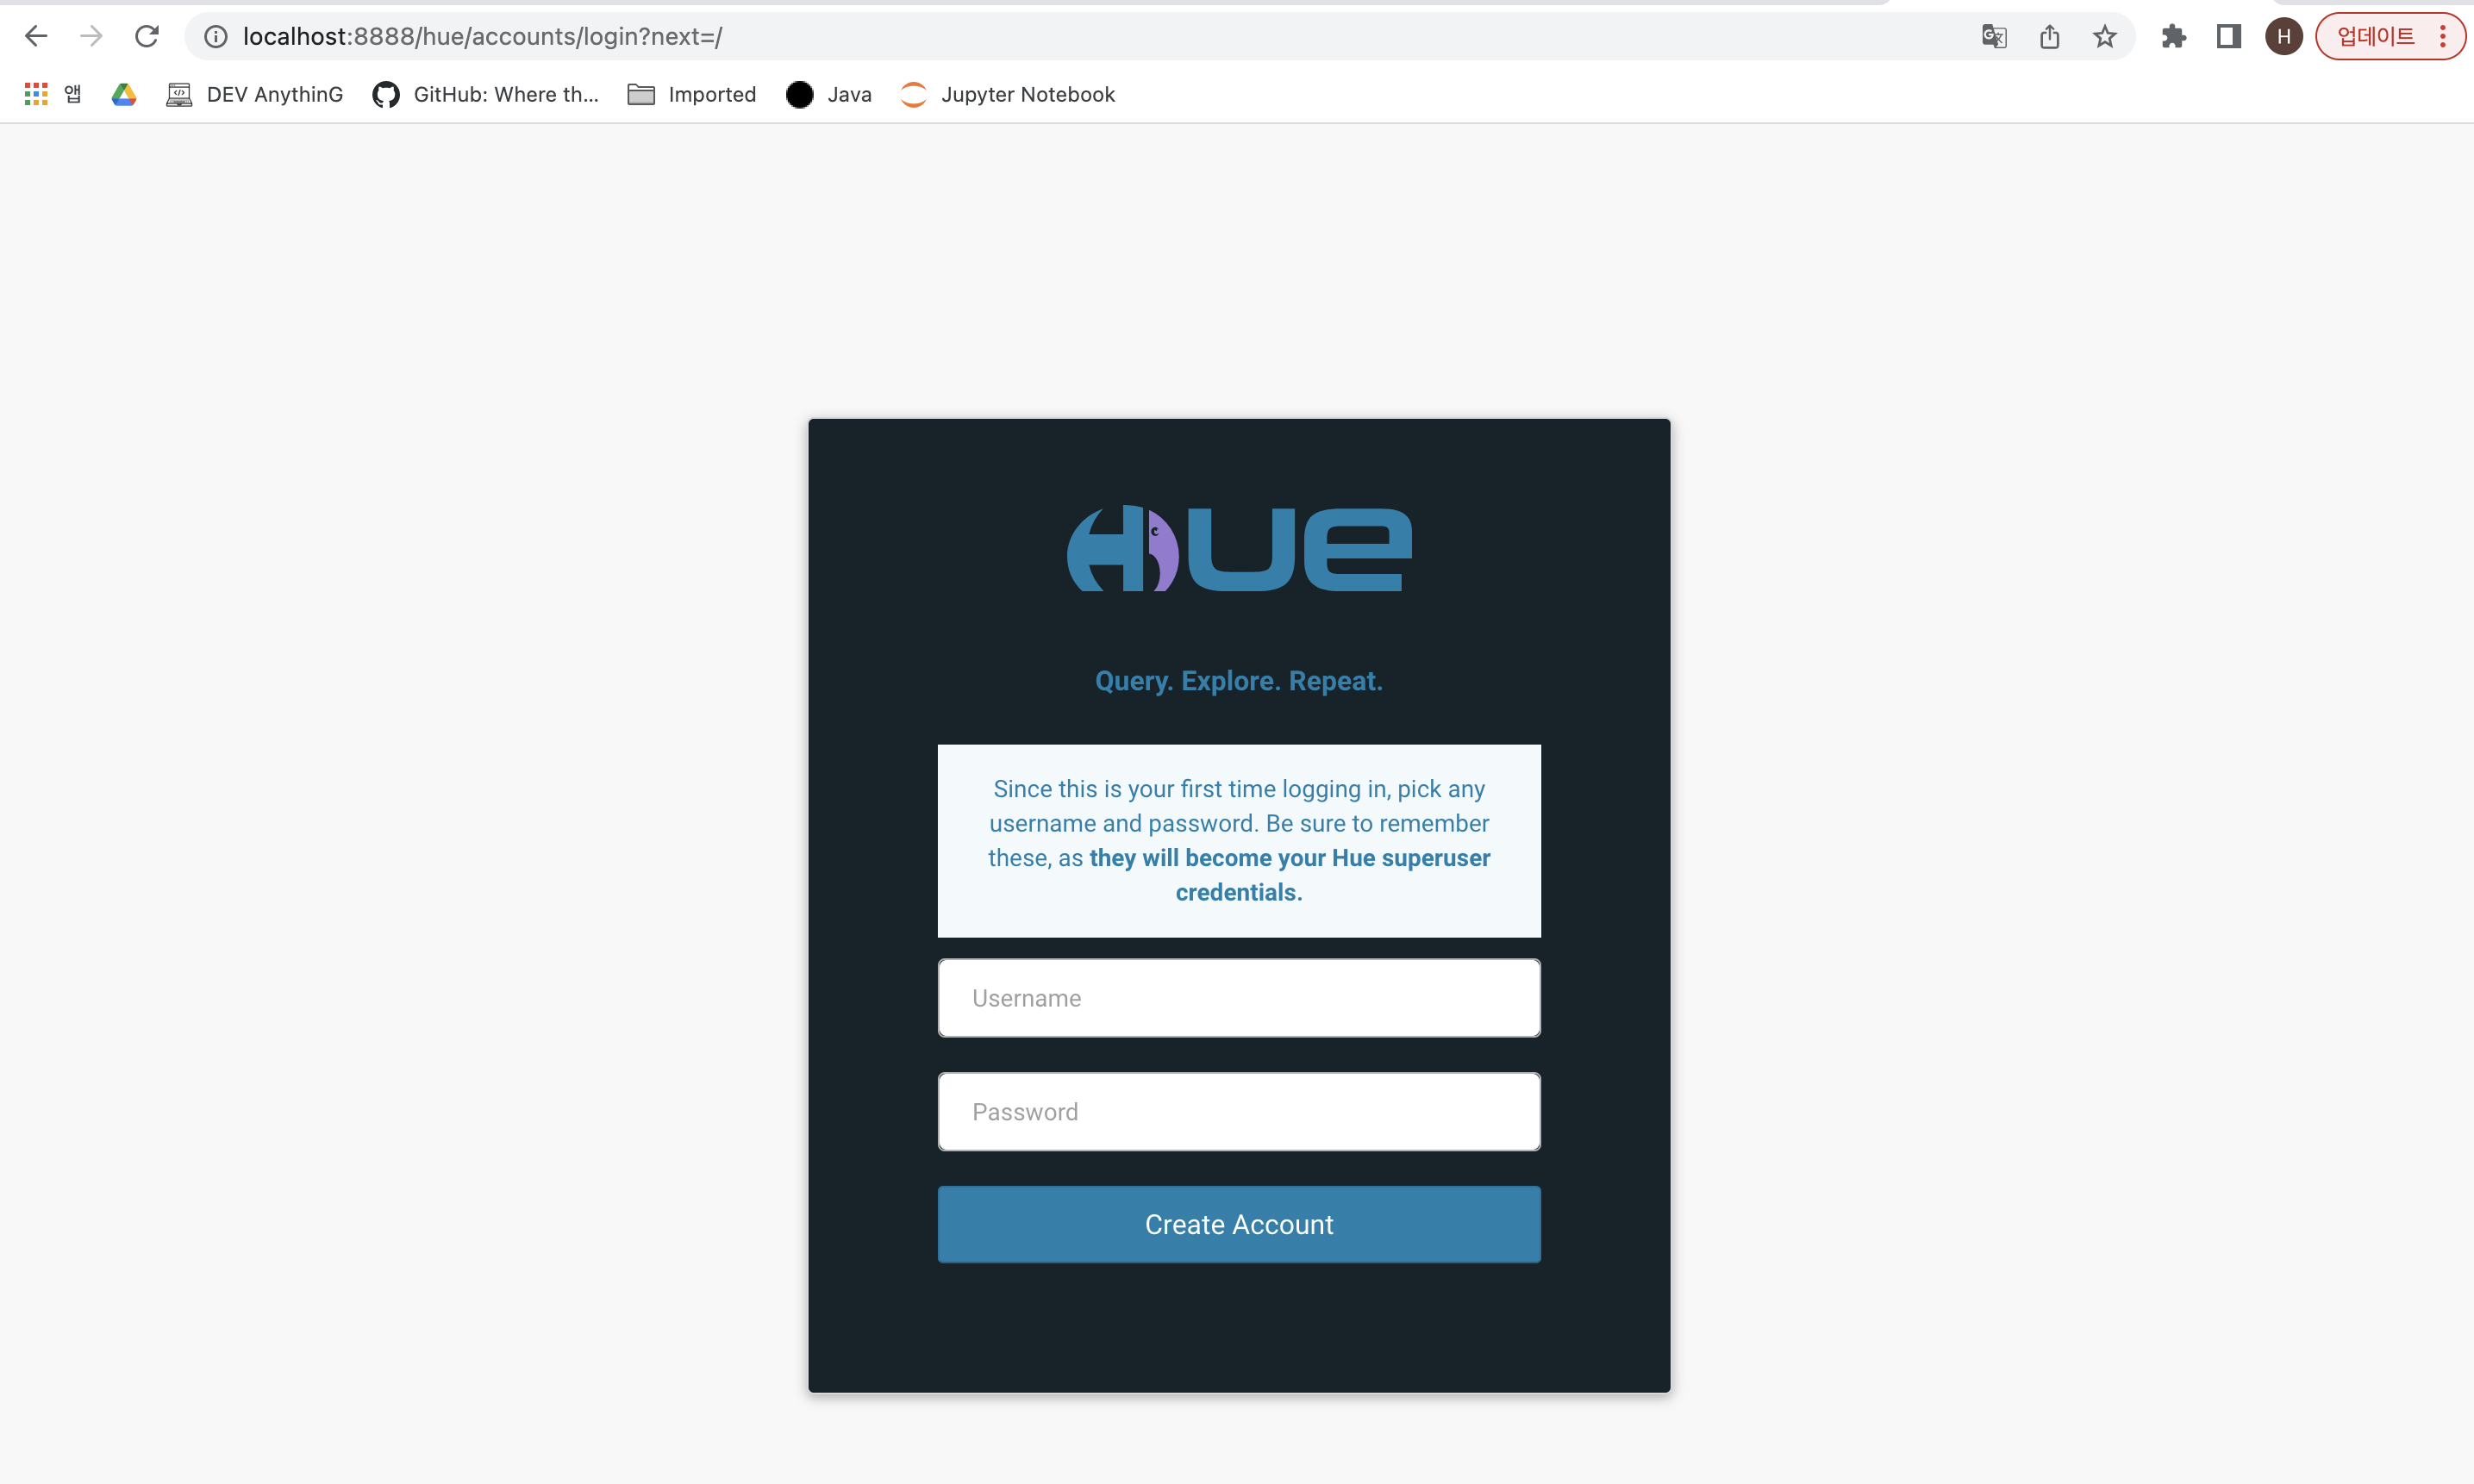 localhost:8888/hue/accounts/login?next=/
H
업데이트
앱
DEV AnythinG
GitHub: Where th...
Imported
Java
Jupyter Notebook
Hue
Query. Explore. Repeat.
Since this is your first time logging in, pick any
username and password. Be sure to remember
these, as they will become your Hue superuser
credentials.
Username
Password
Create Account